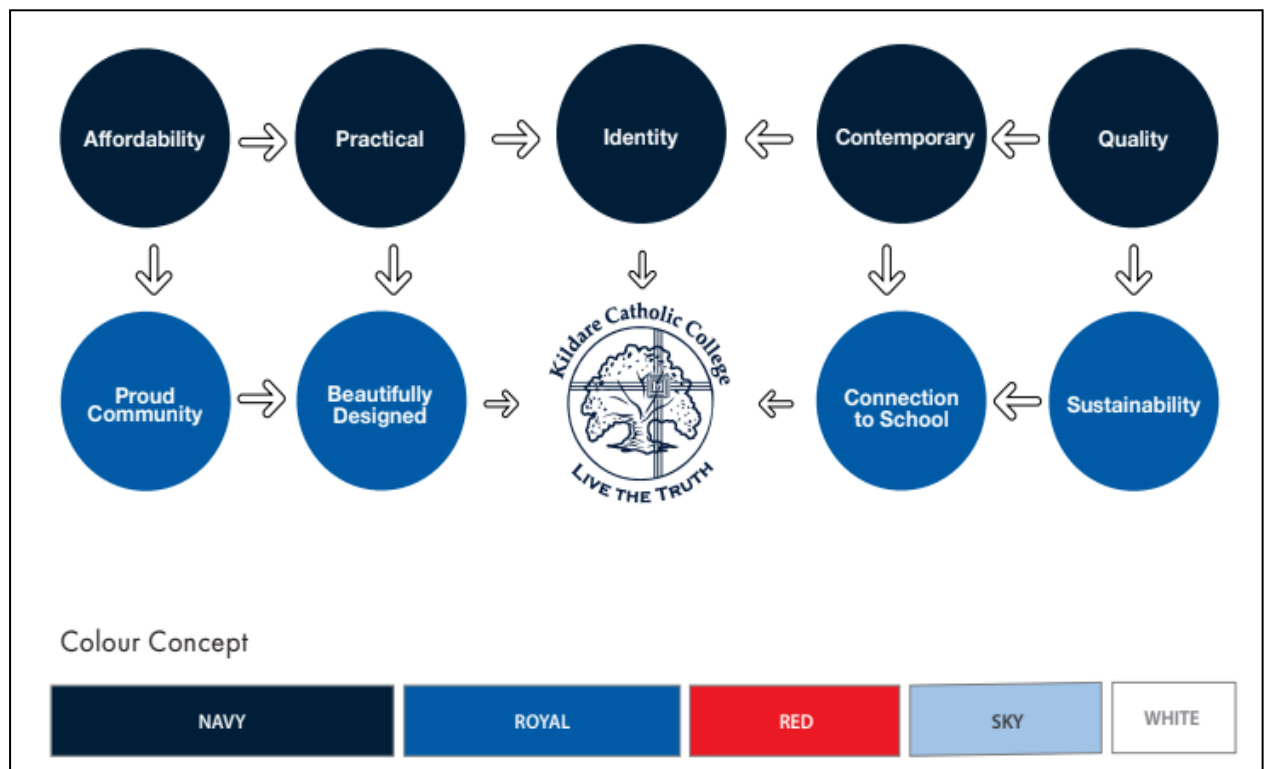 Affordability
Practical
Identity
Contemporary
Quality
Proud
Community
Beautifully
Designed
Kildare Catholic College
LIVE THE TRUTH
Connection
to School
Sustainability
Colour Concept
NAVY
ROYAL
RED
SKY
WHITE